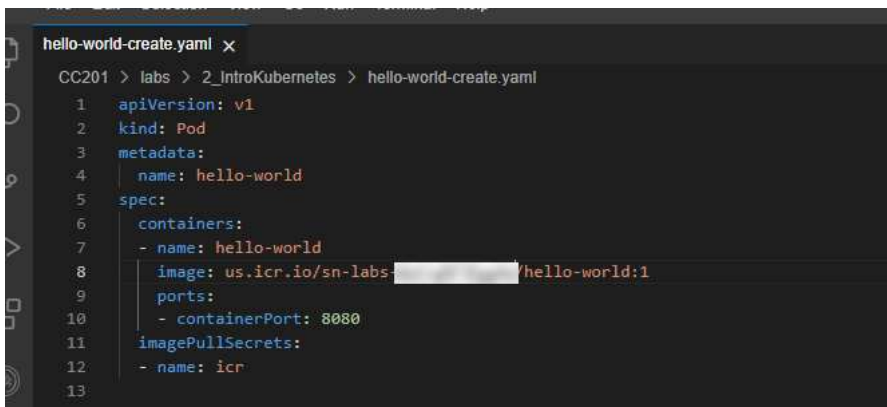 hello-world-create.yaml ×
CC201 > labs > 2_IntroKubernetes > hello-world-create.yaml
1 apiVersion: v1
2 kind: Pod
3 metadata:
4 name: hello-world
5 spec:
6 containers:
7 - name: hello-world
8 image: us.icr.io/sn-labs- /hello-world:1
9 ports:
10 - containerPort: 8080
11 imagePullSecrets:
12 - name: icr
13